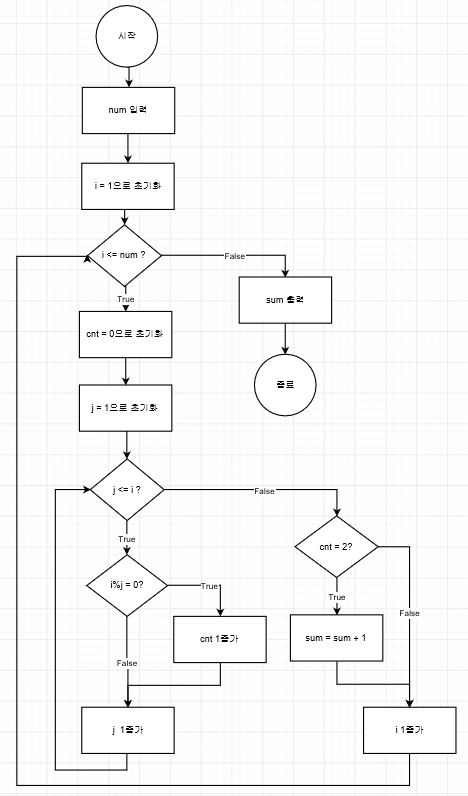 시작
num 입력
i = 1으로 초기화
i <= num ?
False
True
sum 출력
cnt = 0으로 초기화
종료
j = 1으로 초기화
j <= i ?
False
True
cnt = 2?
i%j = 0?
True
True
False
cnt 1증가
sum = sum + 1
False
j 1증가
i 1증가